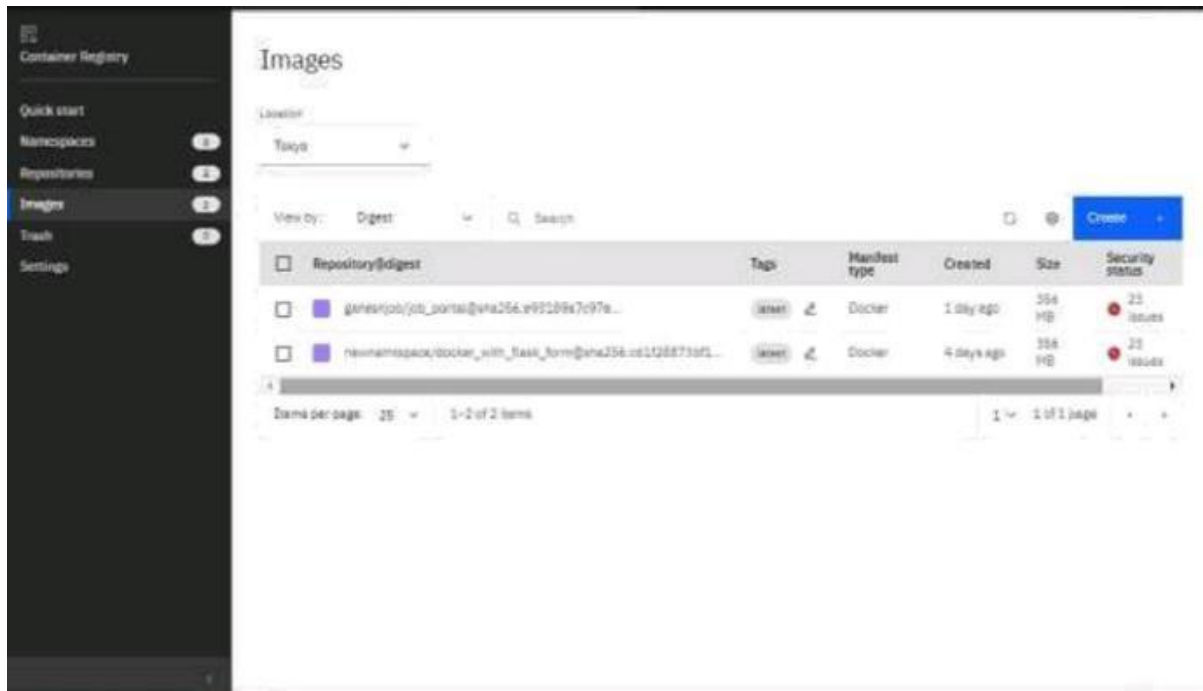 Container Registry
Quick start
Namespaces
Repositories
Images
Trash
Settings
Images
Location
Tokyo
View by: Digest Search Create
Repository@digest Tags Manifest type Created Size Security status
latest Docker 1 day ago MB issues
latest Docker 4 days ago MB issues
Items per page 25 1–2 of 2 items 1 1 of 1 page